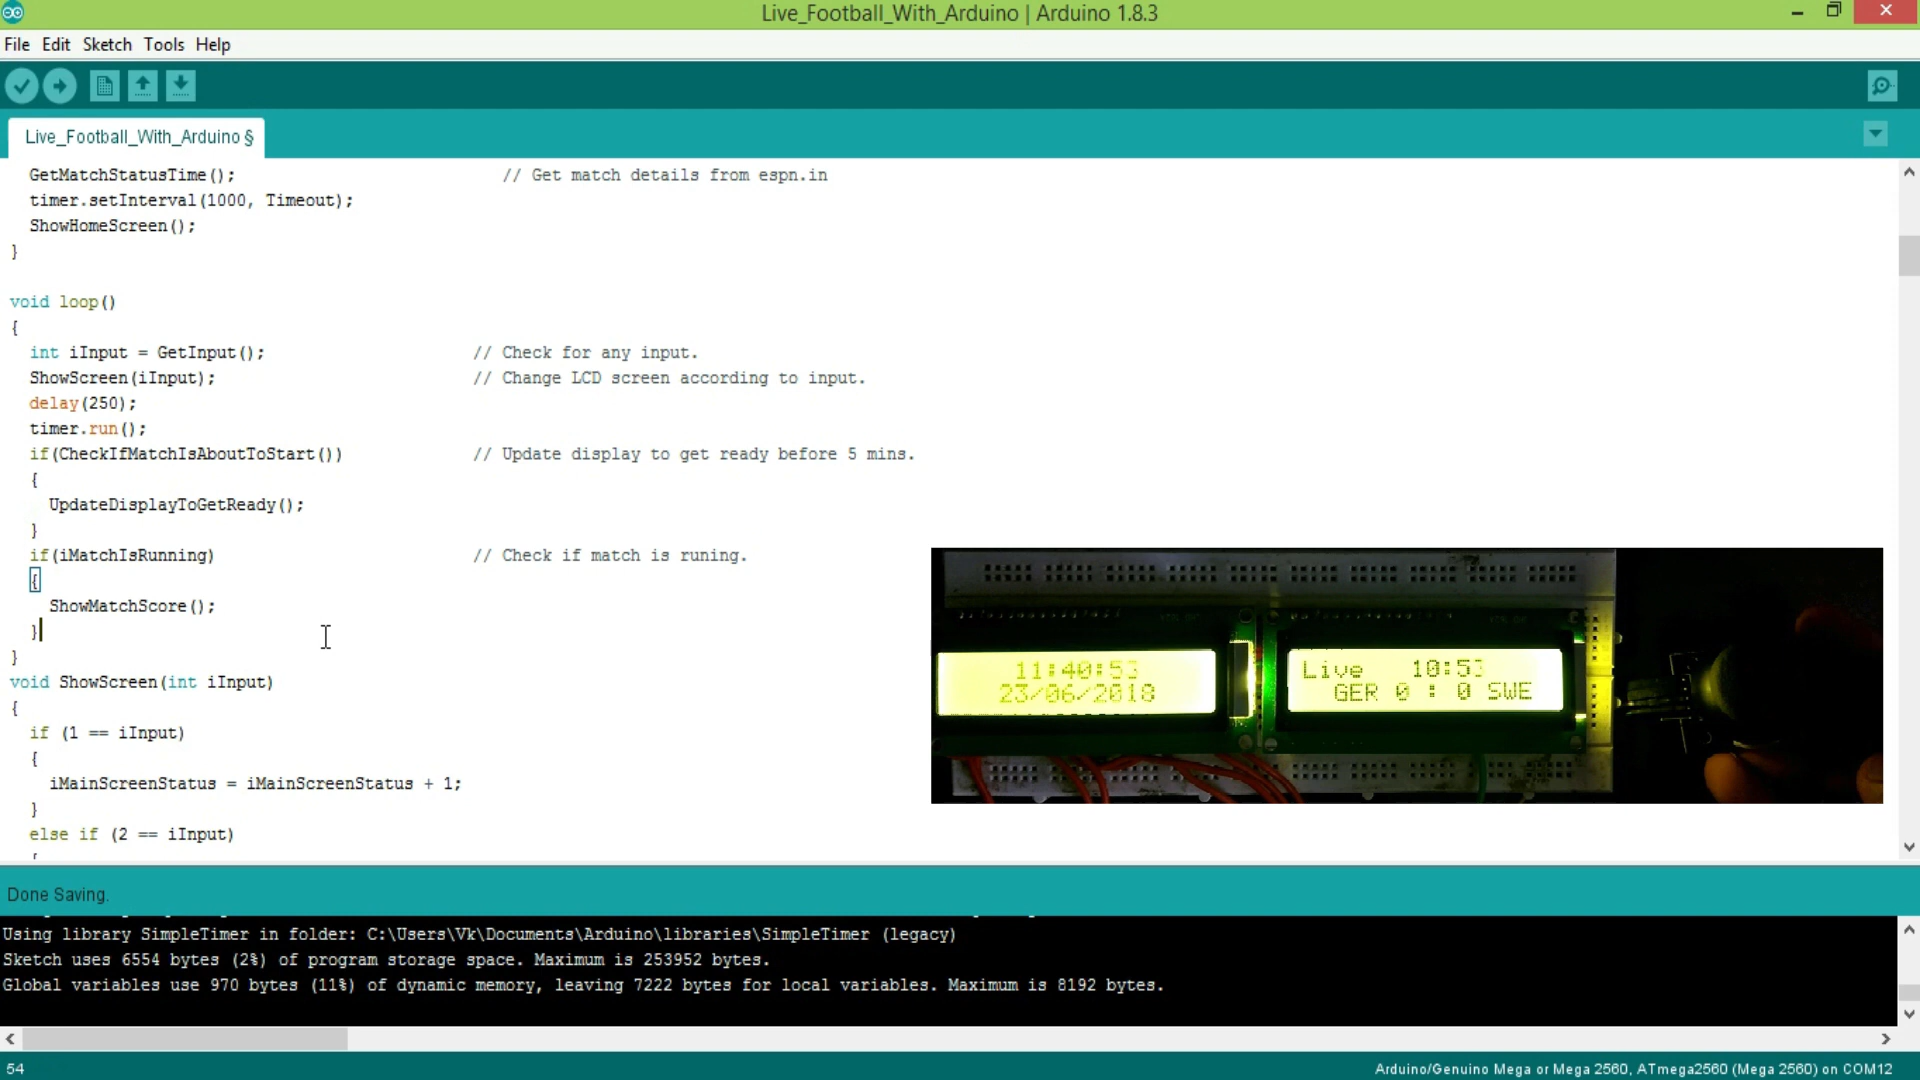 Live_Football_With_Arduino | Arduino 1.8.3
File Edit Sketch Tools Help
Live_Football_With_Arduino §
GetMatchStatusTime(); // Get match details from espn.in
timer.setInterval(1000, Timeout);
ShowHomeScreen();
}
void loop()
{
int iInput = GetInput(); // Check for any input.
ShowScreen(iInput); // Change LCD screen according to input.
delay(250);
timer.run();
if(CheckIfMatchIsAboutToStart()) // Update display to get ready before 5 mins.
{
UpdateDisplayToGetReady();
}
if(iMatchIsRunning) // Check if match is runing.
{
ShowMatchScore();
}
}
void ShowScreen(int iInput)
{
if (1 == iInput)
{
iMainScreenStatus = iMainScreenStatus + 1;
}
else if (2 == iInput)
{
11:40:53
23/06/2018
Live 10:53
GER 0 : 0 SWE
Done Saving.
Using library SimpleTimer in folder: C:\Users\Vk\Documents\Arduino\libraries\SimpleTimer (legacy)
Sketch uses 6554 bytes (2%) of program storage space. Maximum is 253952 bytes.
Global variables use 970 bytes (11%) of dynamic memory, leaving 7222 bytes for local variables. Maximum is 8192 bytes.
54
Arduino/Genuino Mega or Mega 2560, ATmega2560 (Mega 2560) on COM12